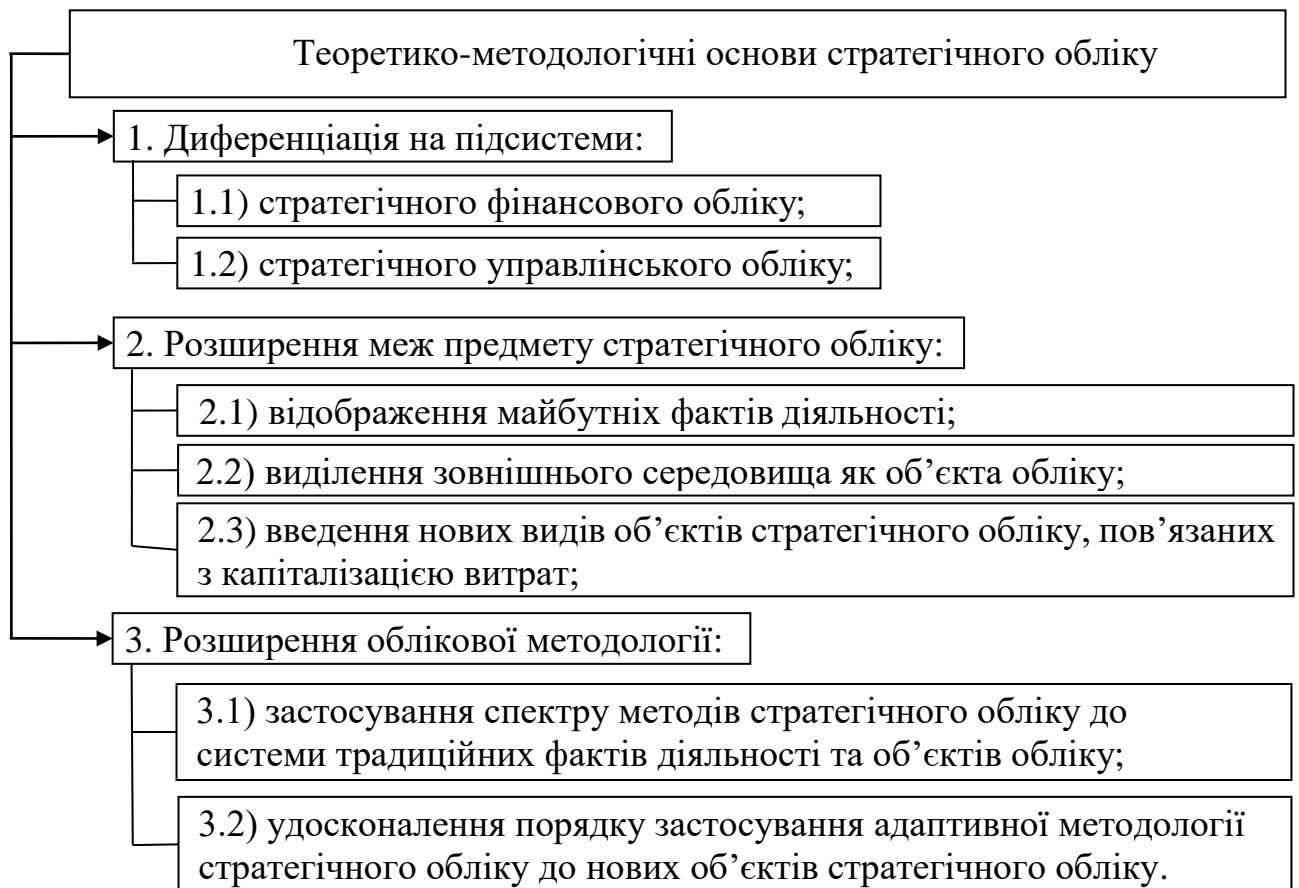 Теоретико-методологічні основи стратегічного обліку
1. Диференціація на підсистеми:
1.1) стратегічного фінансового обліку;
1.2) стратегічного управлінського обліку;
2. Розширення меж предмету стратегічного обліку:
2.1) відображення майбутніх фактів діяльності;
2.2) виділення зовнішнього середовища як об’єкта обліку;
2.3) введення нових видів об’єктів стратегічного обліку, пов’язаних
з капіталізацією витрат;
3. Розширення облікової методології:
3.1) застосування спектру методів стратегічного обліку до
системи традиційних фактів діяльності та об’єктів обліку;
3.2) удосконалення порядку застосування адаптивної методології
стратегічного обліку до нових об’єктів стратегічного обліку.